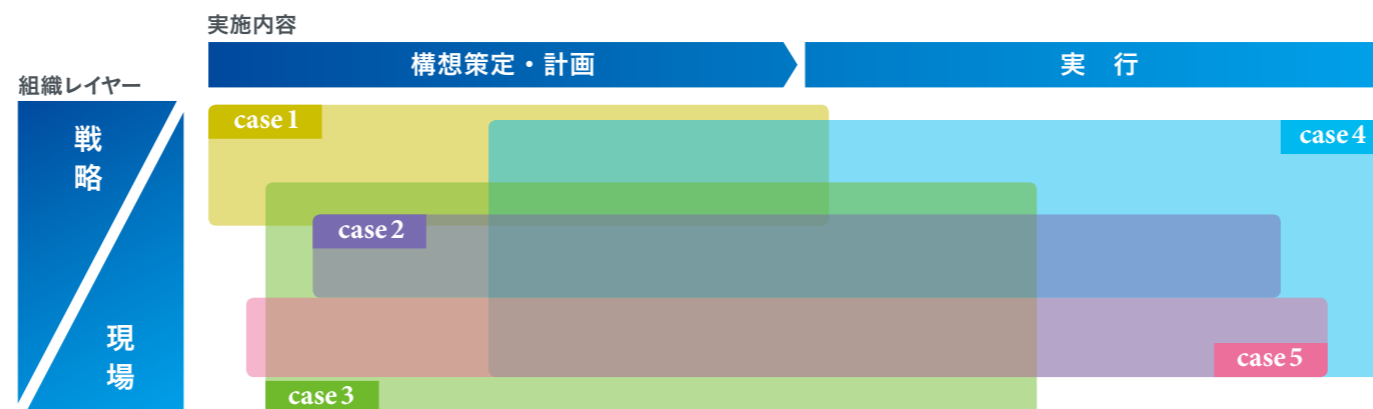 実施内容
構想策定・計画
実 行
組織レイヤー
戦略
現場
case 1
case 4
case 2
case 5
case 3